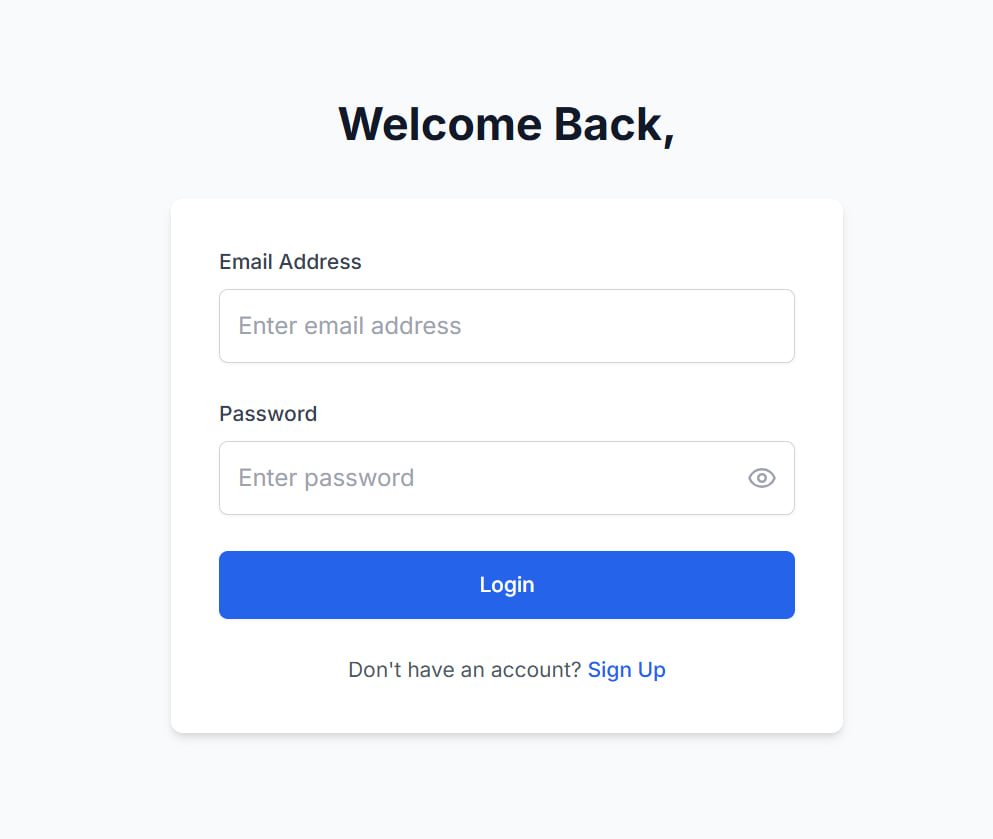 Welcome Back,
Email Address
Enter email address
Password
Enter password
Login
Don't have an account? Sign Up